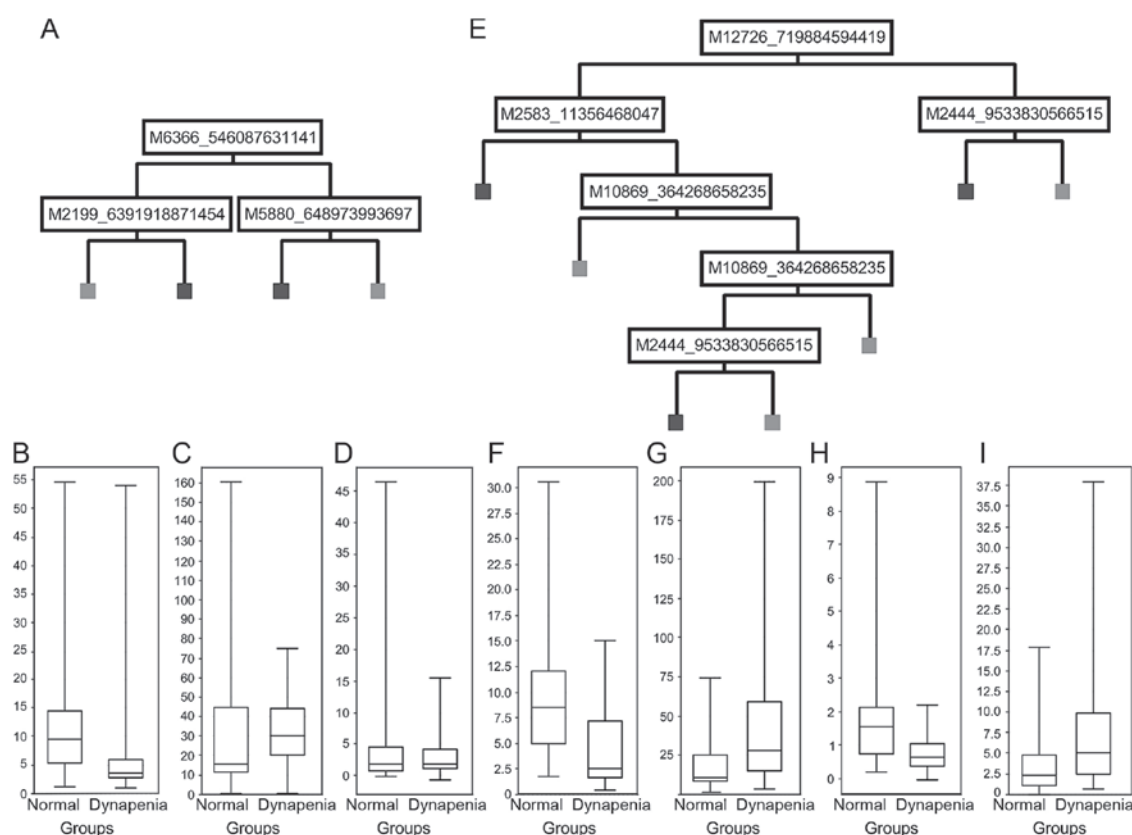 A
M6366_546087631141
M2199_6391918871454
M5880_648973993697
E
M12726_719884594419
M2583_11356468047
M2444_9533830566515
M10869_364268658235
M10869_364268658235
M2444_9533830566515
B
55
50
45
40
35
30
25
20
15
10
5
0
Normal Dynapenia
Groups
C
160
150
140
130
120
110
100
90
80
70
60
50
40
30
20
10
0
Normal Dynapenia
Groups
D
45
40
35
30
25
20
15
10
5
0
Normal Dynapenia
Groups
F
30.0
27.5
25.0
22.5
20.0
17.5
15.0
12.5
10.0
7.5
5.0
2.5
0
Normal Dynapenia
Groups
G
200
175
150
125
100
75
50
25
Normal Dynapenia
Groups
H
9
8
7
6
5
4
3
2
1
0
Normal Dynapenia
Groups
I
37.5
35.0
32.5
30.0
27.5
25.0
22.5
20.0
17.5
15.0
12.5
10.0
7.5
5.0
2.5
0
Normal Dynapenia
Groups